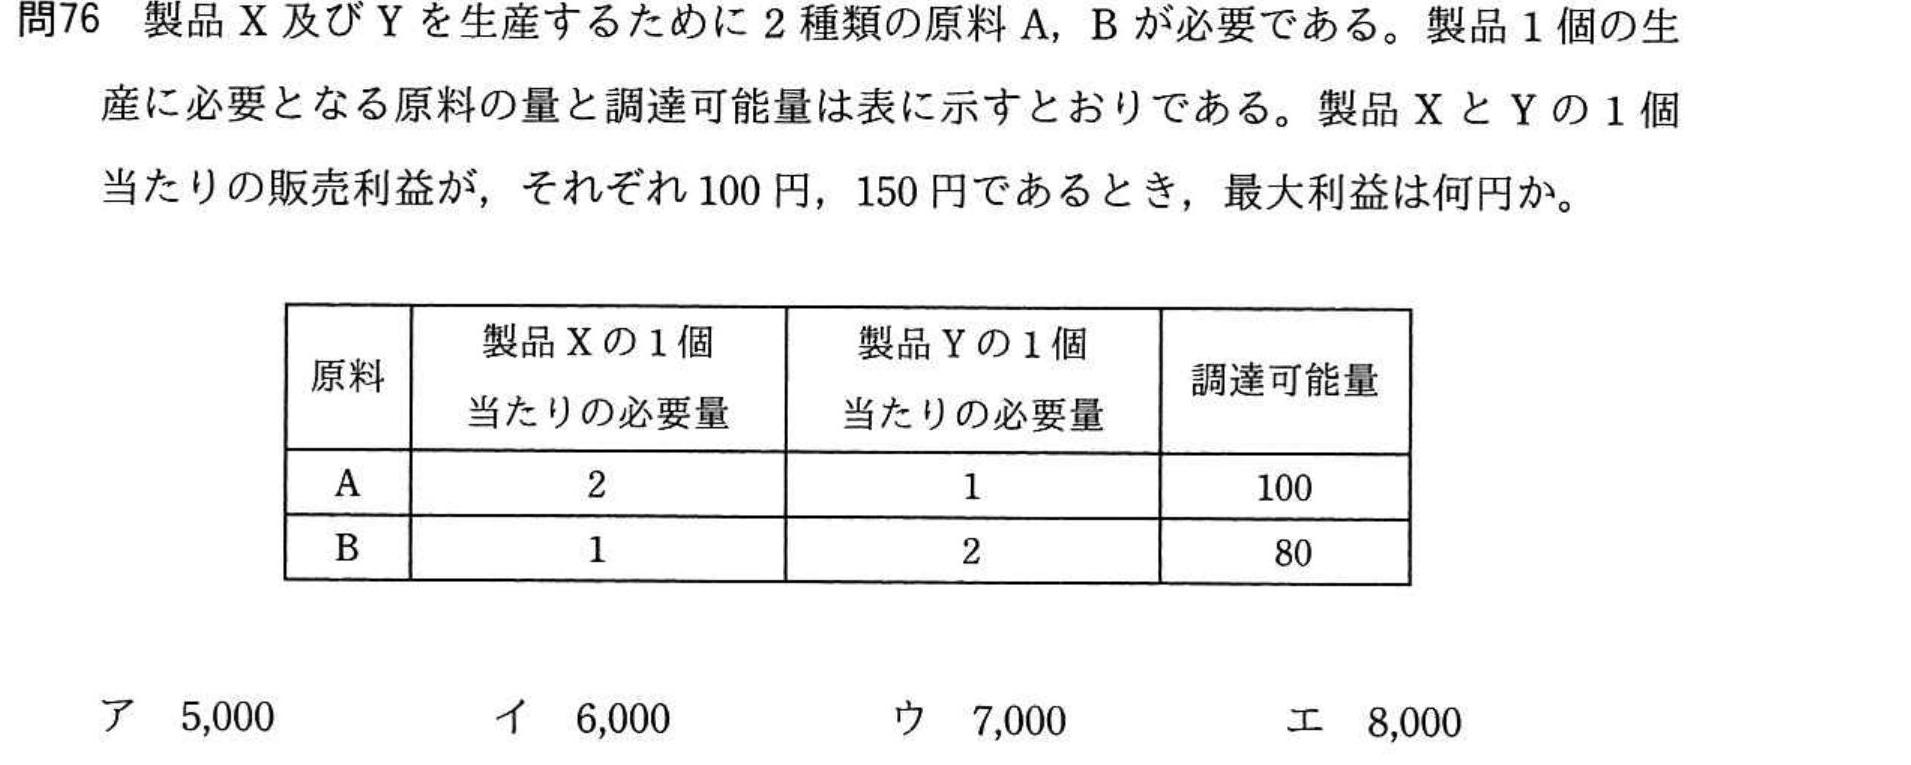 問76 製品 X 及び Y を生産するために 2 種類の原料 A，B が必要である。製品 1 個の生
産に必要となる原料の量と調達可能量は表に示すとおりである。製品 X と Y の 1 個
当たりの販売利益が，それぞれ 100 円，150 円であるとき，最大利益は何円か。
原料 製品 X の 1 個 当たりの必要量 製品 Y の 1 個 当たりの必要量 調達可能量
A 2 1 100
B 1 2 80
ア 5,000 イ 6,000 ウ 7,000 エ 8,000